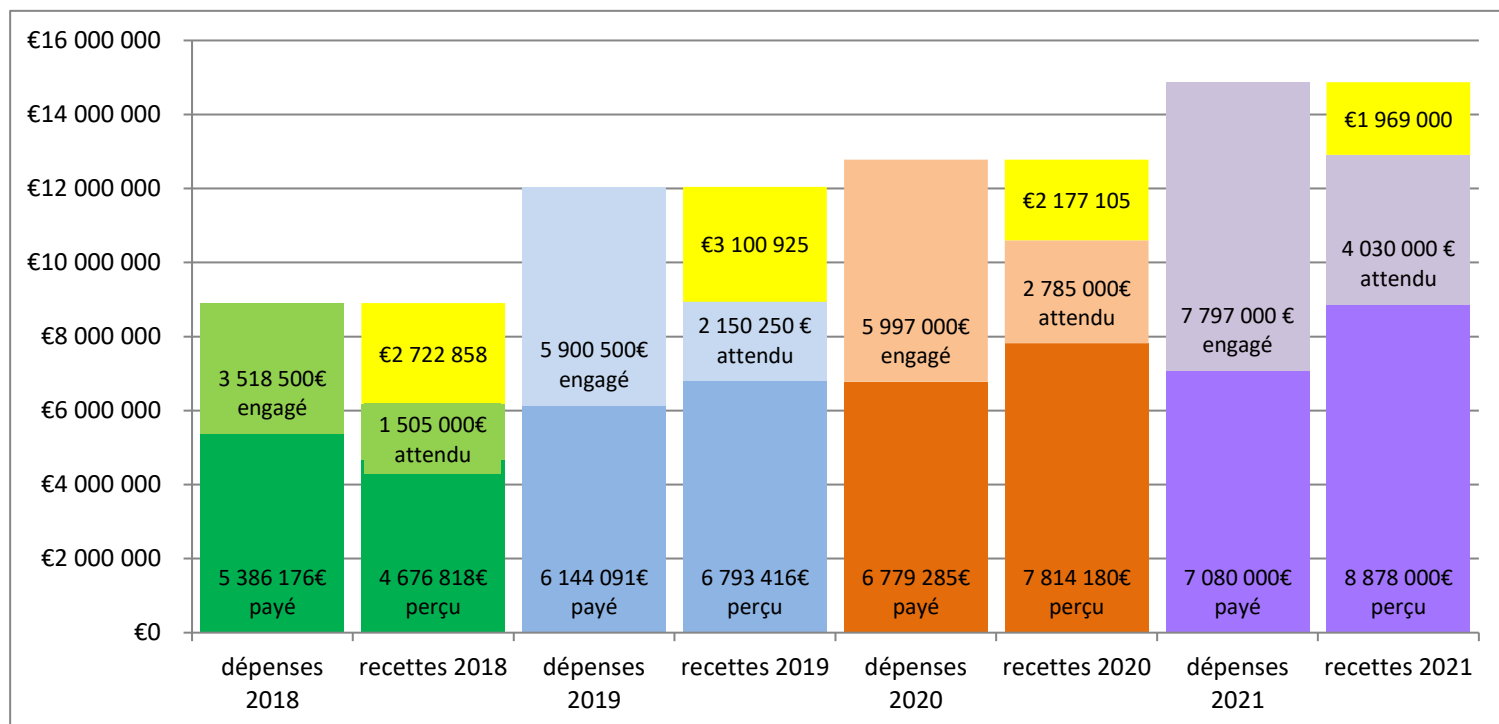 €16 000 000
€14 000 000
€12 000 000
€10 000 000
€8 000 000
€6 000 000
€4 000 000
€2 000 000
€0
3 518 500€
engagé
5 386 176€
payé
€2 722 858
1 505 000€
attendu
4 676 818€
perçu
5 900 500€
engagé
6 144 091€
payé
€3 100 925
2 150 250 €
attendu
6 793 416€
perçu
5 997 000€
engagé
6 779 285€
payé
€2 177 105
2 785 000€
attendu
7 814 180€
perçu
7 797 000 €
engagé
7 080 000€
payé
€1 969 000
4 030 000 €
attendu
8 878 000€
perçu
dépenses
2018
recettes 2018
dépenses
2019
recettes 2019
dépenses
2020
recettes 2020
dépenses
2021
recettes 2021